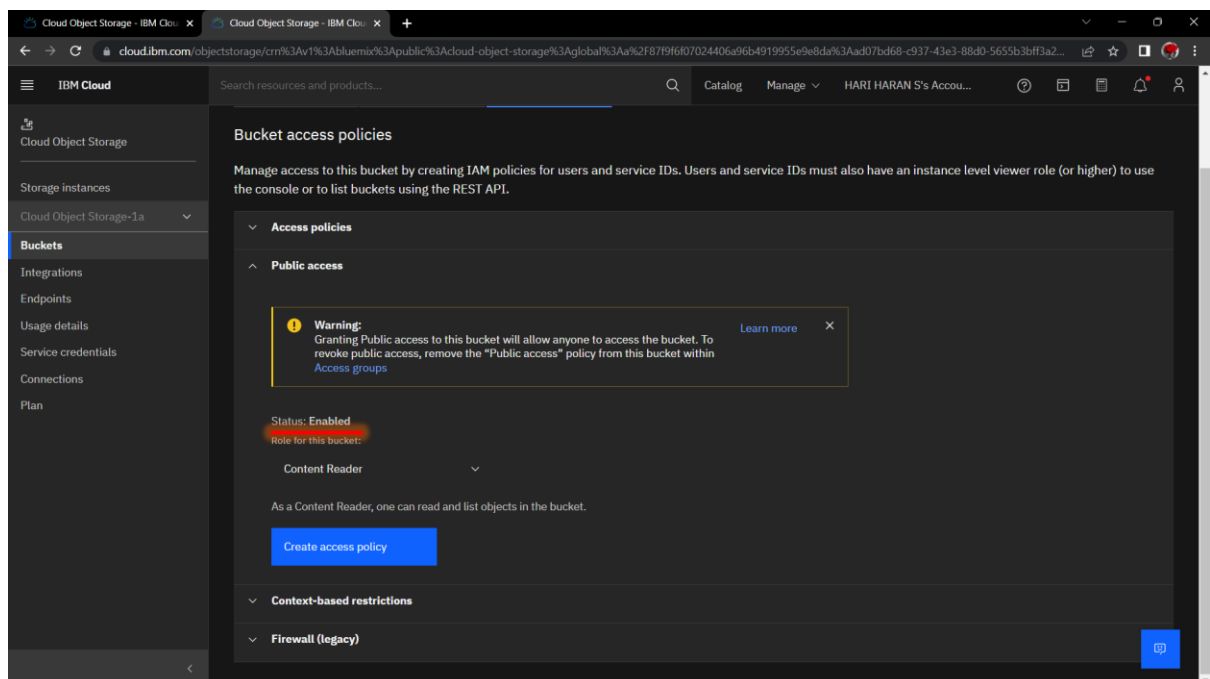 Cloud Object Storage - IBM Clou
Cloud Object Storage - IBM Clou
cloud.ibm.com/objectstorage/crn%3Av1%3Abluemix%3Apublic%3Acloud-object-storage%3Aglobal%3Aa%2F87f9f6f07024406a96b4919955e9e8da%3Aad07bd68-c937-43e3-88d0-5655b3bff3a2...
IBM Cloud
Search resources and products...
Catalog
Manage
HARI HARAN S's Accou...
Cloud Object Storage
Storage instances
Cloud Object Storage-1a
Buckets
Integrations
Endpoints
Usage details
Service credentials
Connections
Plan
Bucket access policies
Manage access to this bucket by creating IAM policies for users and service IDs. Users and service IDs must also have an instance level viewer role (or higher) to use
the console or to list buckets using the REST API.
Access policies
Public access
Warning:
Granting Public access to this bucket will allow anyone to access the bucket. To
revoke public access, remove the “Public access” policy from this bucket within
Access groups
Learn more
Status: Enabled
Role for this bucket:
Content Reader
As a Content Reader, one can read and list objects in the bucket.
Create access policy
Context-based restrictions
Firewall (legacy)